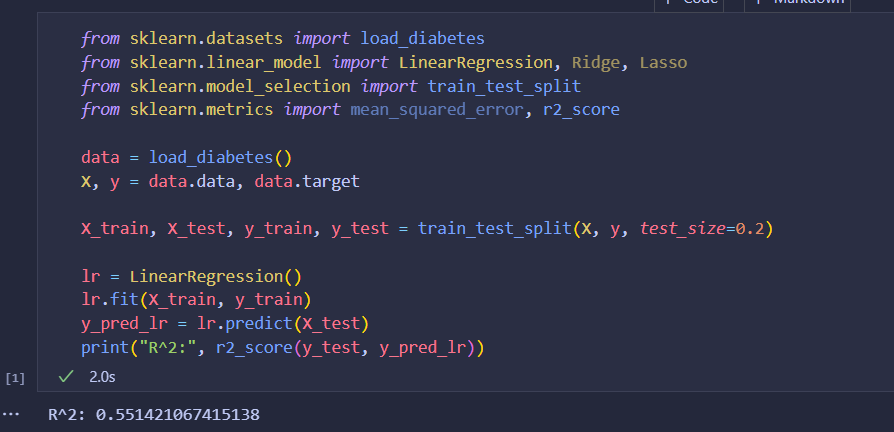 Code
Markdown
from sklearn.datasets import load_diabetes
from sklearn.linear_model import LinearRegression, Ridge, Lasso
from sklearn.model_selection import train_test_split
from sklearn.metrics import mean_squared_error, r2_score
data = load_diabetes()
X, y = data.data, data.target
X_train, X_test, y_train, y_test = train_test_split(X, y, test_size=0.2)
lr = LinearRegression()
lr.fit(X_train, y_train)
y_pred_lr = lr.predict(X_test)
print("R^2:", r2_score(y_test, y_pred_lr))
[1] ✓ 2.0s
··· R^2: 0.551421067415138